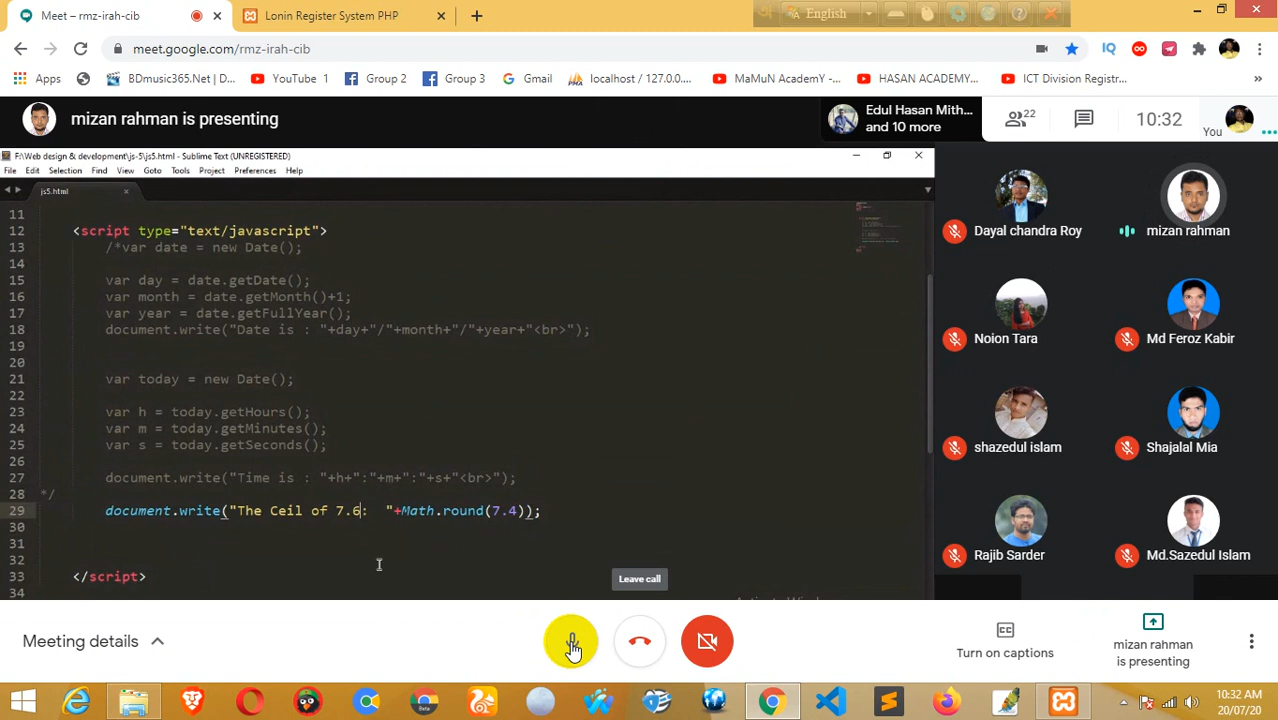 Meet – rmz-irah-cib
Lonin Register System PHP
English
meet.google.com/rmz-irah-cib
Apps
BDmusic365.Net | D...
YouTube 1
Group 2
Group 3
Gmail
localhost / 127.0.0....
MaMuN AcademY -...
HASAN ACADEMY...
ICT Division Registr...
mizan rahman is presenting
Edul Hasan Mith...
and 10 more
22
10:32
You
F:\Web design & development\js-5\js5.html - Sublime Text (UNREGISTERED)
File Edit Selection Find View Goto Tools Project Preferences Help
js5.html
11
12 <script type="text/javascript">
13 /*var date = new Date();
14
15 var day = date.getDate();
16 var month = date.getMonth()+1;
17 var year = date.getFullYear();
18 document.write("Date is : "+day+"/"+month+"/"+year+"<br>");
19
20
21 var today = new Date();
22
23 var h = today.getHours();
24 var m = today.getMinutes();
25 var s = today.getSeconds();
26
27 document.write("Time is : "+h+":"+m+":"+s+"<br>");
28 */
29 document.write("The Ceil of 7.6:  "+Math.round(7.4));
30
31
32
33 </script>
34
Dayal chandra Roy
mizan rahman
Noion Tara
Md Feroz Kabir
shazedul islam
Shajalal Mia
Rajib Sarder
Md.Sazedul Islam
Leave call
Meeting details
Turn on captions
mizan rahman
is presenting
Beta
10:32 AM
20/07/20